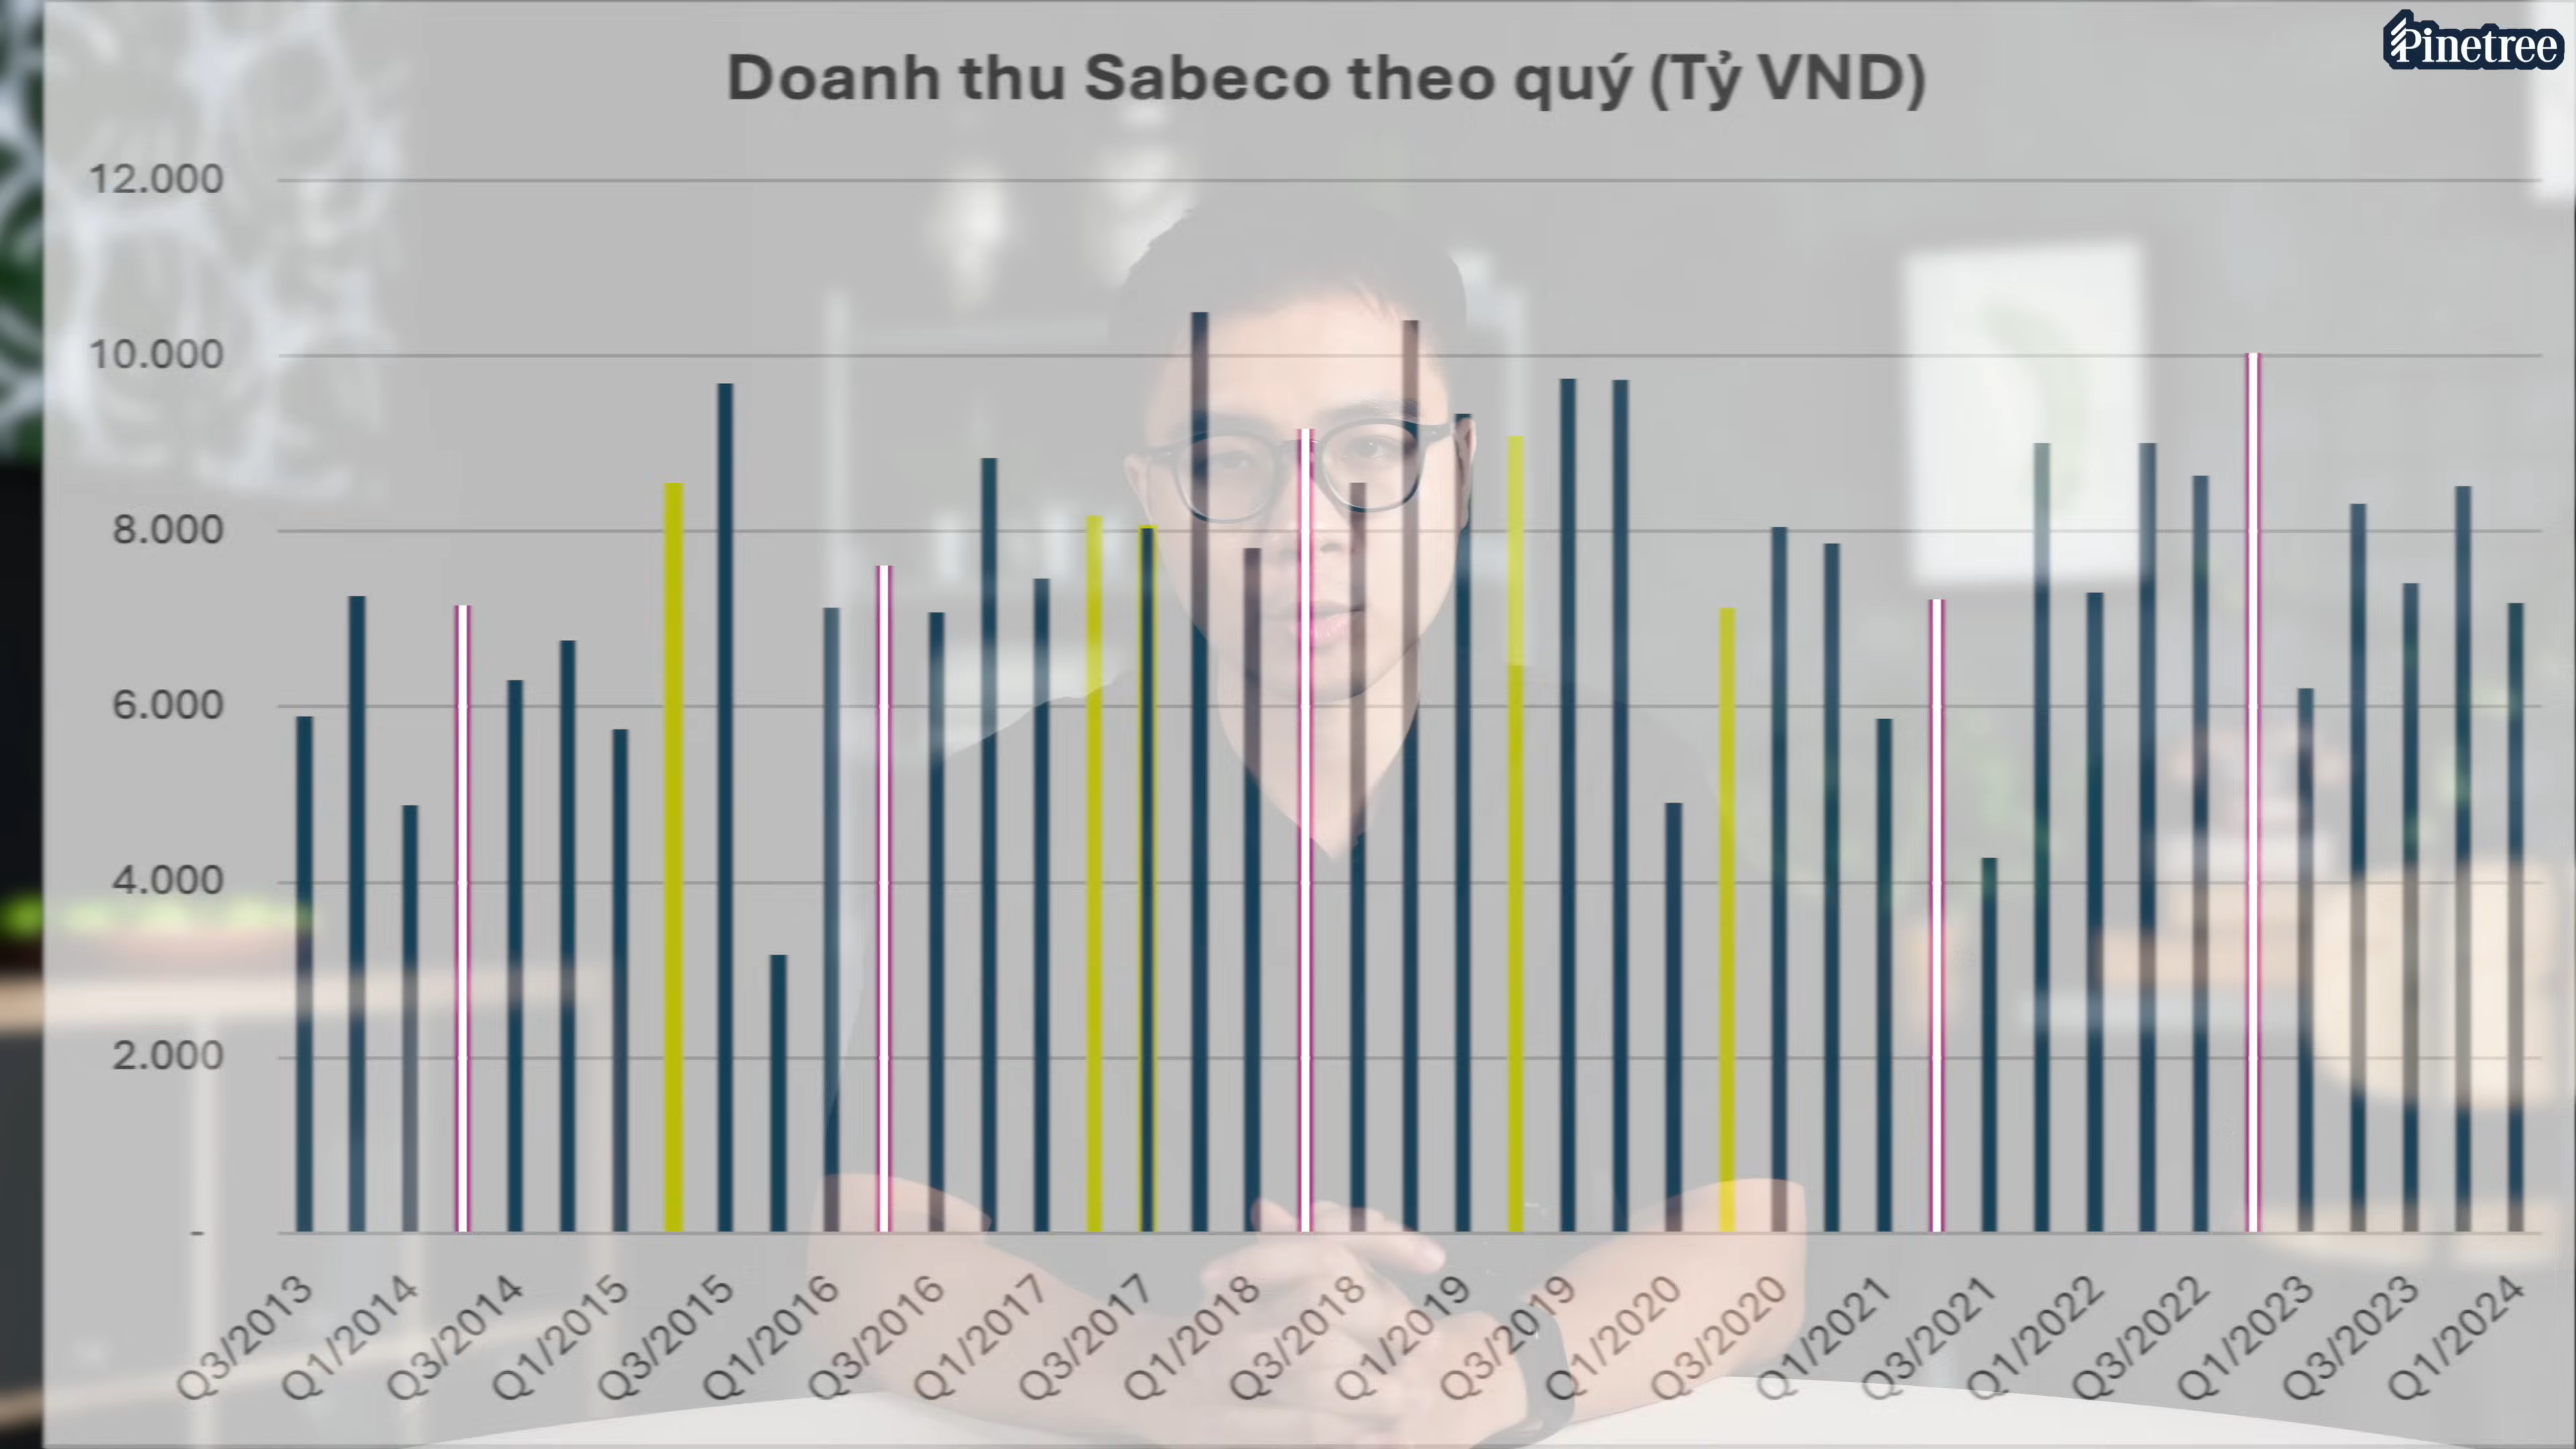 Pinetree
Doanh thu Sabeco theo quý (Tỷ VND)
12.000
10.000
8.000
6.000
4.000
2.000
-
Q3/2013
Q1/2014
Q3/2014
Q1/2015
Q3/2015
Q1/2016
Q3/2016
Q1/2017
Q3/2017
Q1/2018
Q3/2018
Q1/2019
Q3/2019
Q1/2020
Q3/2020
Q1/2021
Q3/2021
Q1/2022
Q3/2022
Q1/2023
Q3/2023
Q1/2024